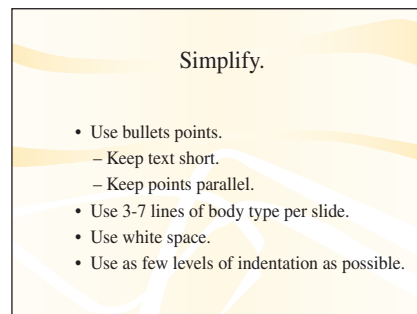 Simplify.
• Use bullets points.
– Keep text short.
– Keep points parallel.
• Use 3-7 lines of body type per slide.
• Use white space.
• Use as few levels of indentation as possible.